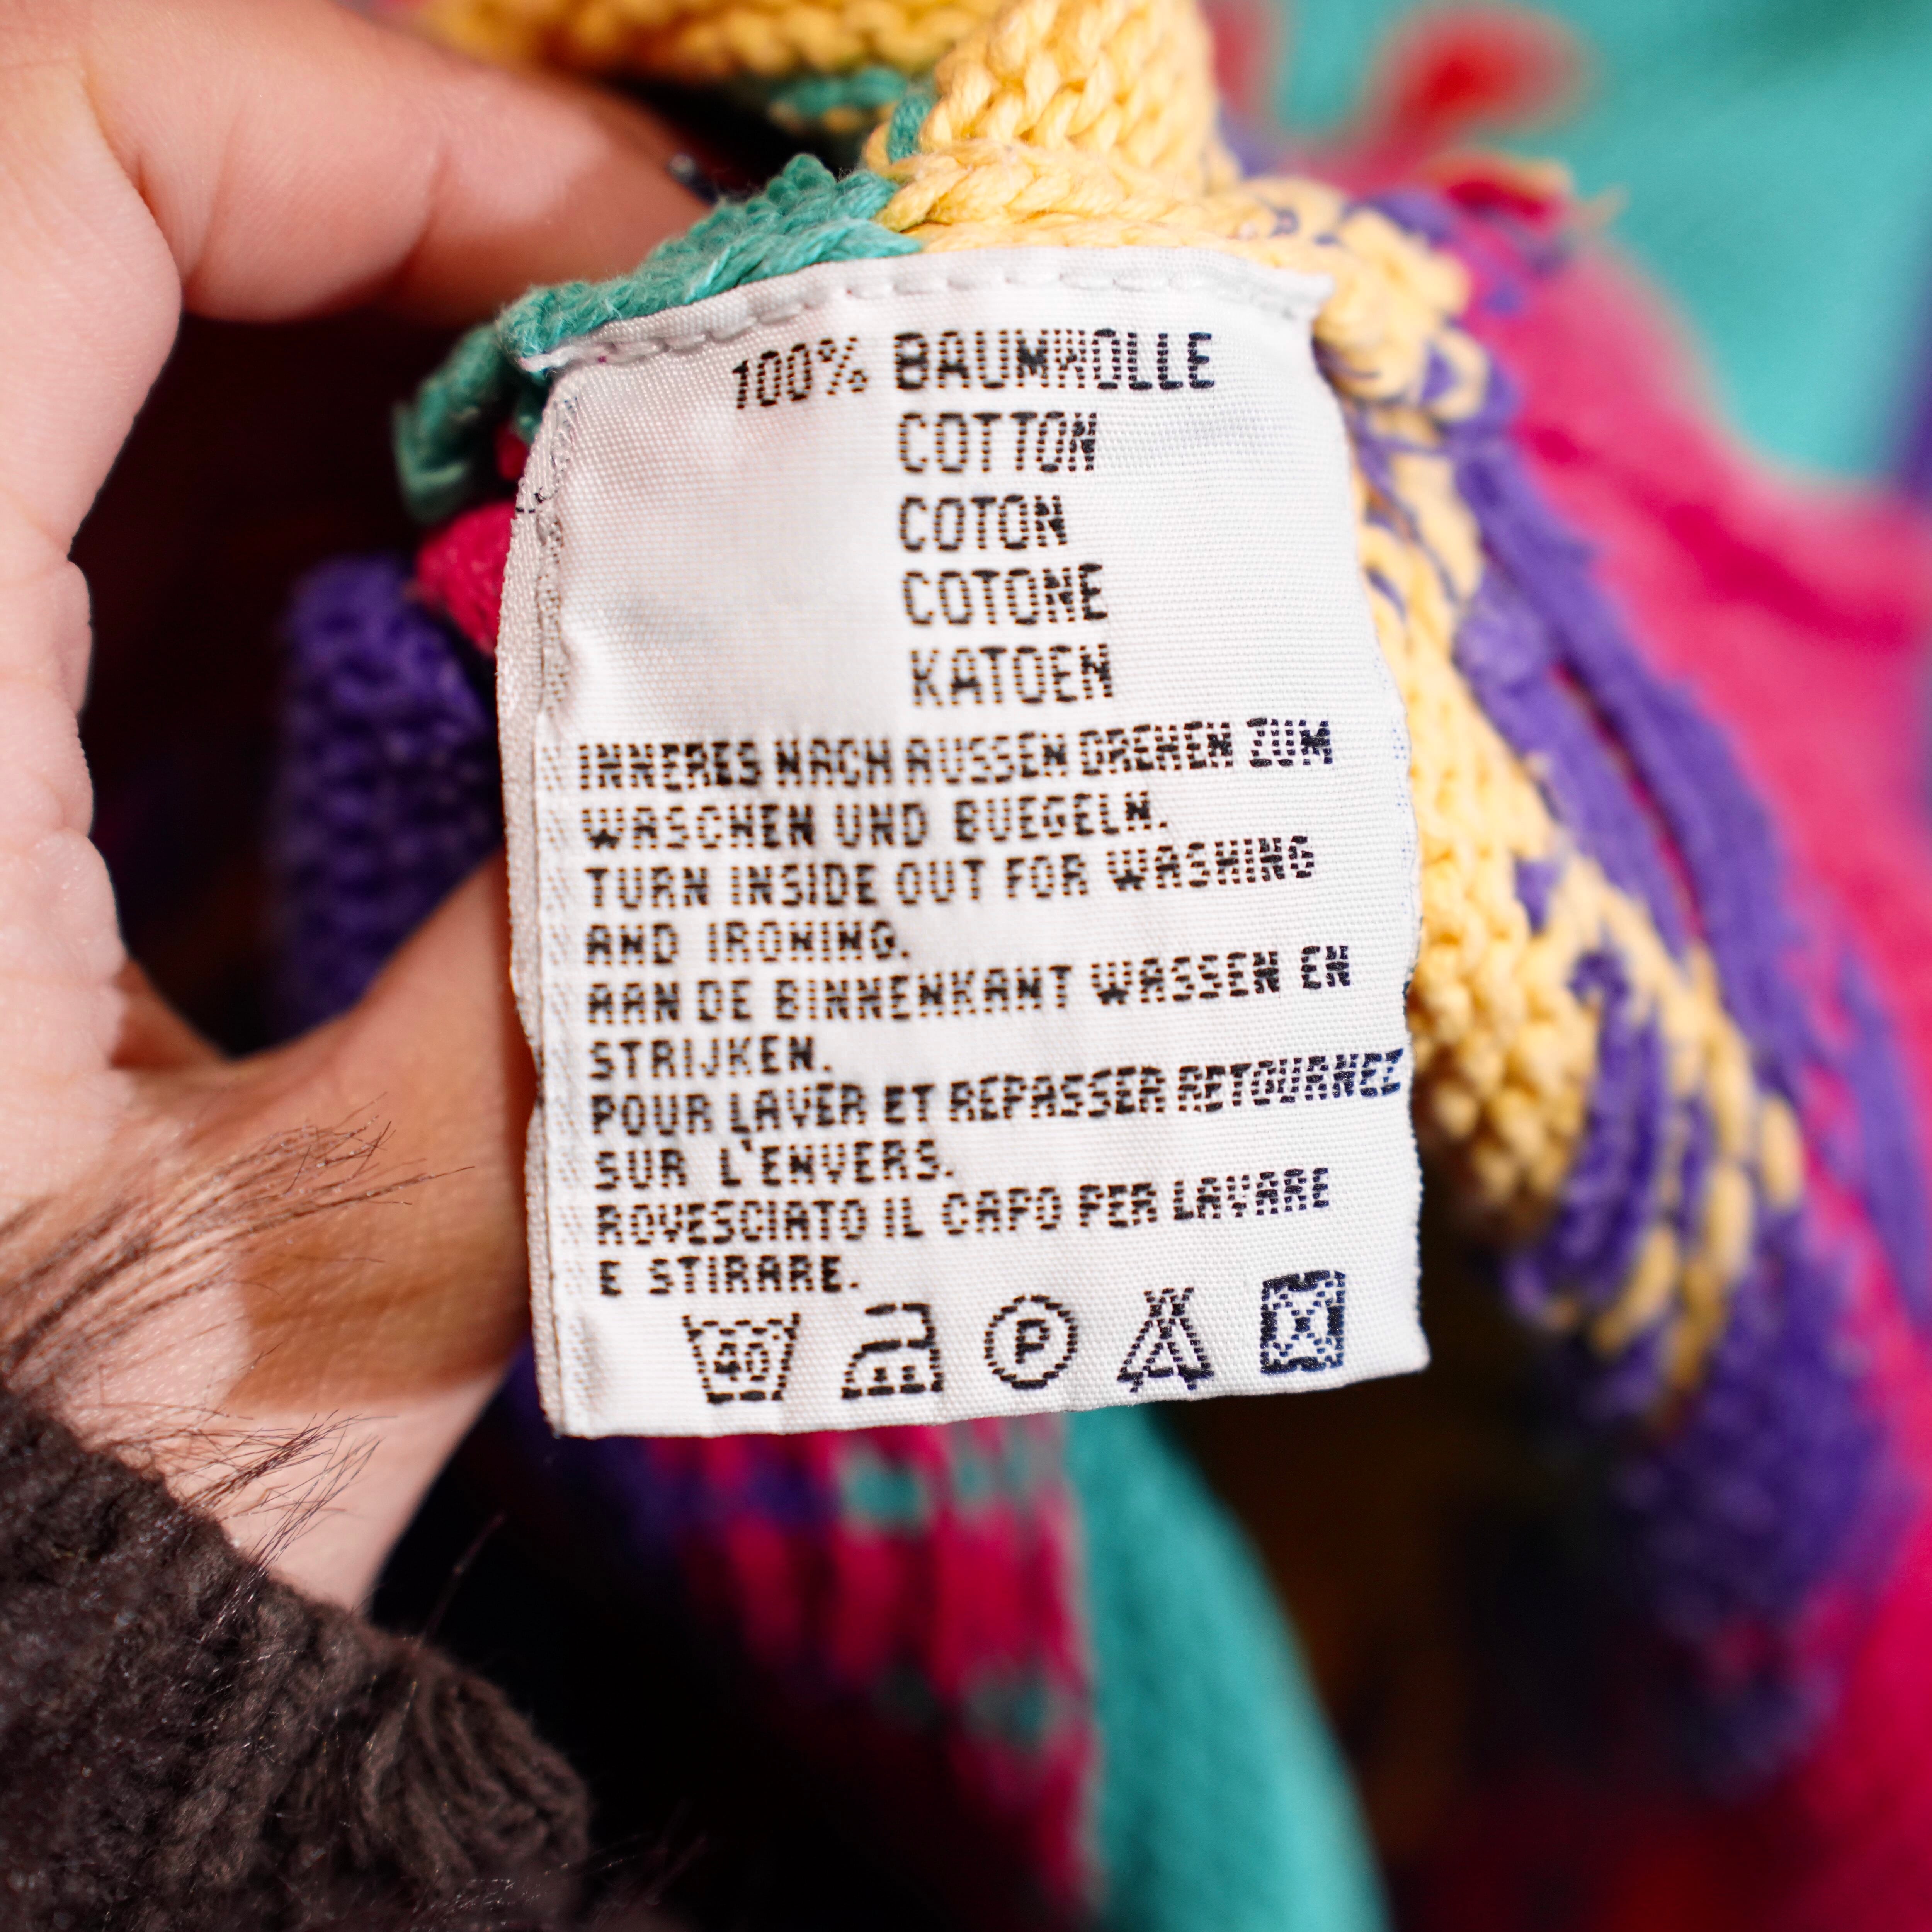 100% BAUMWOLLE
COTTON
COTON
COTONE
KATOEN
INNERES NACH AUSSEN DREHEN ZUM
WASCHEN UND BUEGELN.
TURN INSIDE OUT FOR WASHING
AND IRONING.
AAN DE BINNENKANT WASSEN EN
STRIJKEN.
POUR LAVER ET REPASSER RETOURNEZ
SUR L'ENVERS.
ROVESCIATO IL CAPO PER LAVARE
E STIRARE.
40 P